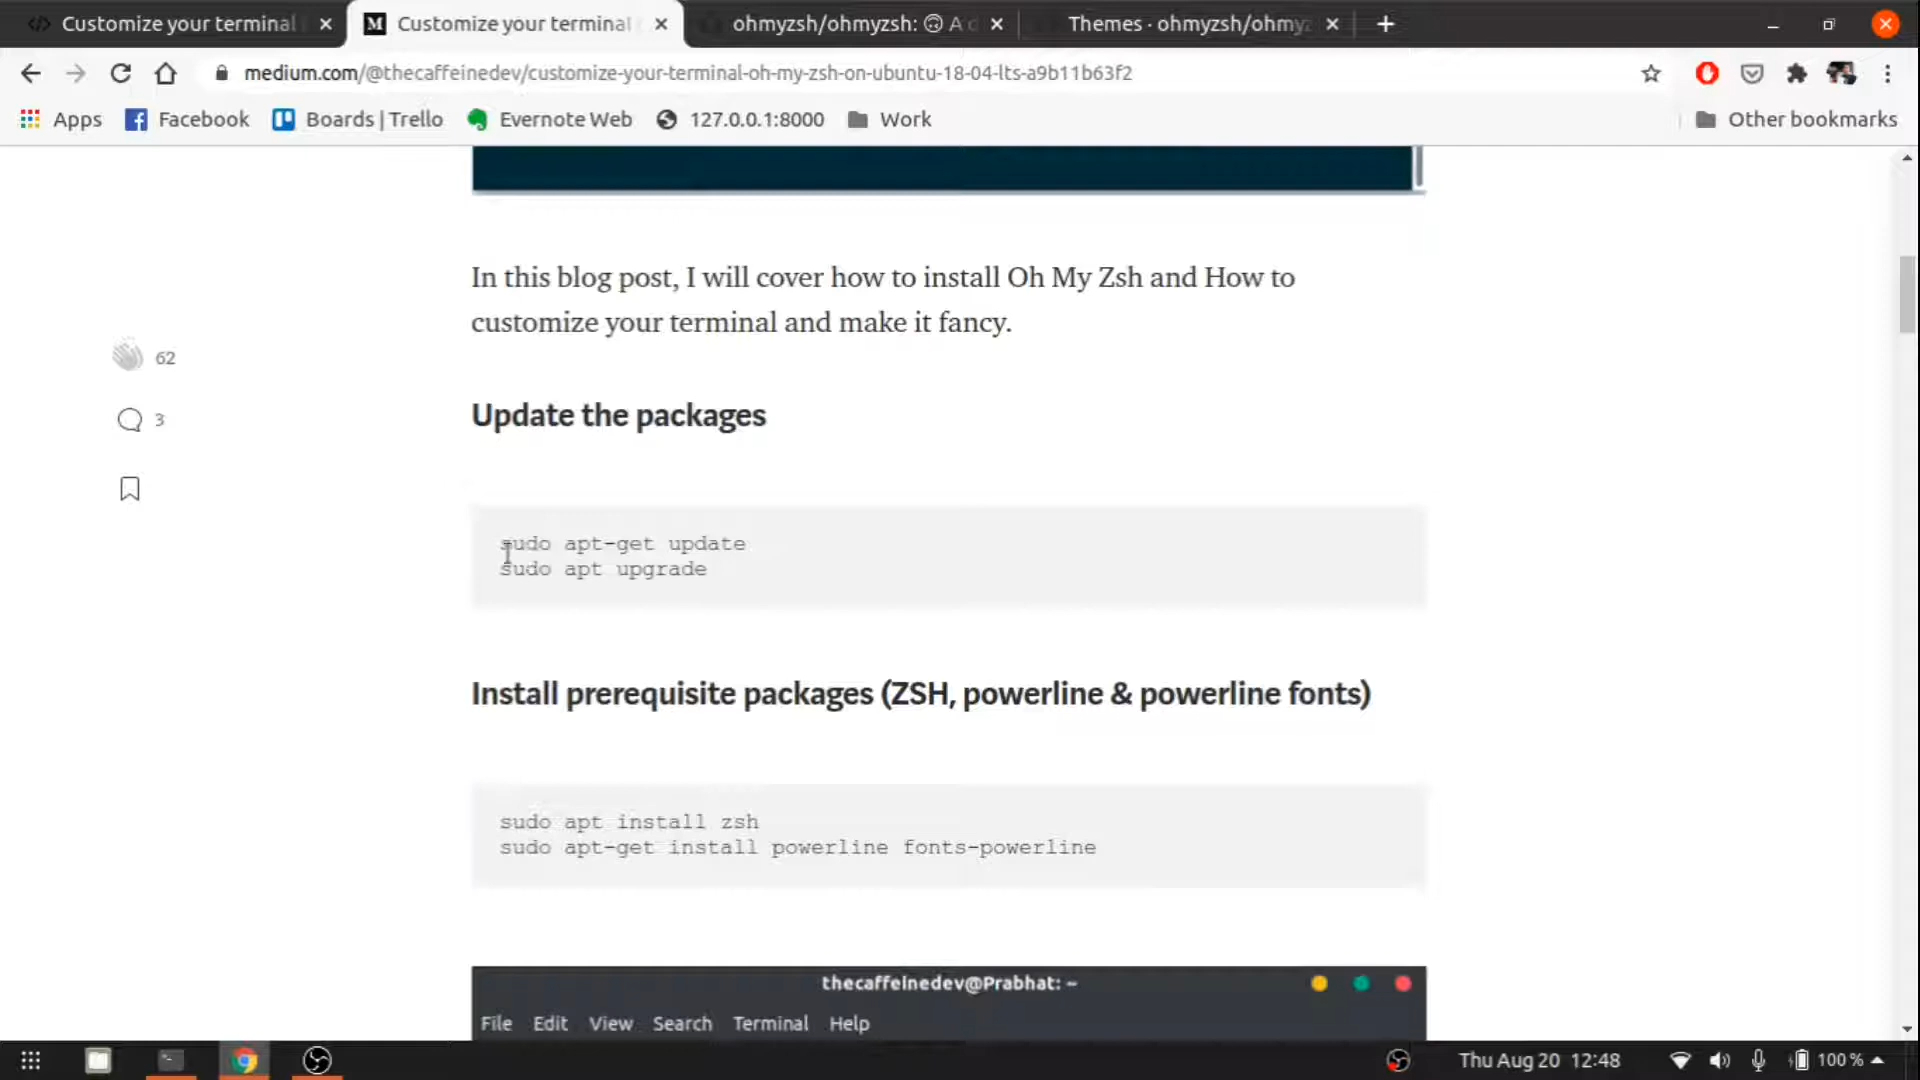 Customize your terminal
Customize your terminal
ohmyzsh/ohmyzsh: 🙃 A d
Themes · ohmyzsh/ohmyz
medium.com/@thecaffeinedev/customize-your-terminal-oh-my-zsh-on-ubuntu-18-04-lts-a9b11b63f2
Apps
Facebook
Boards | Trello
Evernote Web
127.0.0.1:8000
Work
Other bookmarks
In this blog post, I will cover how to install Oh My Zsh and How to
customize your terminal and make it fancy.
62
3
Update the packages
sudo apt-get update
sudo apt upgrade
Install prerequisite packages (ZSH, powerline & powerline fonts)
sudo apt install zsh
sudo apt-get install powerline fonts-powerline
thecaffeinedev@Prabhat: ~
File Edit View Search Terminal Help
Thu Aug 20 12:48
100 %